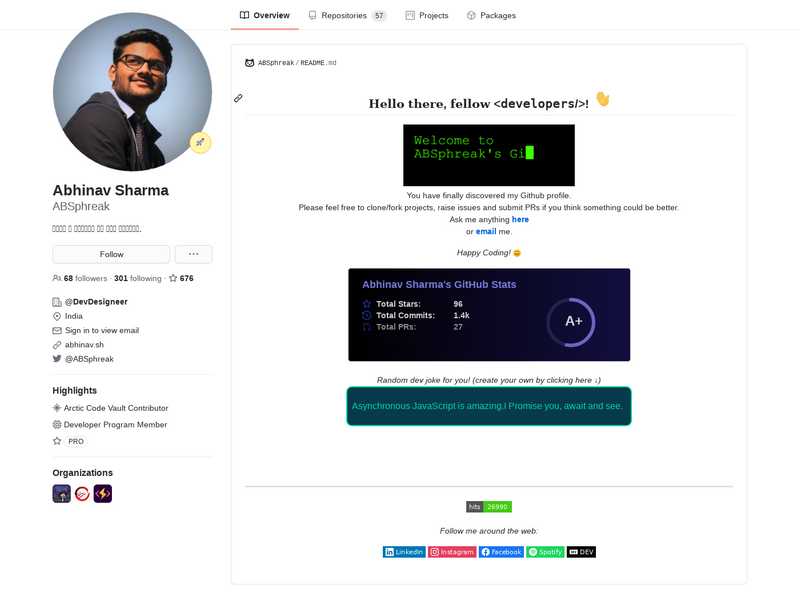 Overview
Repositories 57
Projects
Packages
ABSphreak/README.md
Hello there, fellow <developers/>! 👋
Welcome to
ABSphreak's Gi
You have finally discovered my Github profile.
Please feel free to clone/fork projects, raise issues and submit PRs if you think something could be better.
Ask me anything here
or email me.
Happy Coding! 😊
Abhinav Sharma's GitHub Stats
Total Stars: 96
Total Commits: 1.4k
Total PRs: 27
A+
Random dev joke for you! (create your own by clicking here ↓)
Asynchronous JavaScript is amazing.I Promise you, await and see.
hits 26990
Follow me around the web:
LinkedIn Instagram Facebook Spotify DEV
Abhinav Sharma
ABSphreak
Follow
68 followers · 301 following · 676
@DevDesigneer
India
Sign in to view email
abhinav.sh
@ABSphreak
Highlights
Arctic Code Vault Contributor
Developer Program Member
PRO
Organizations